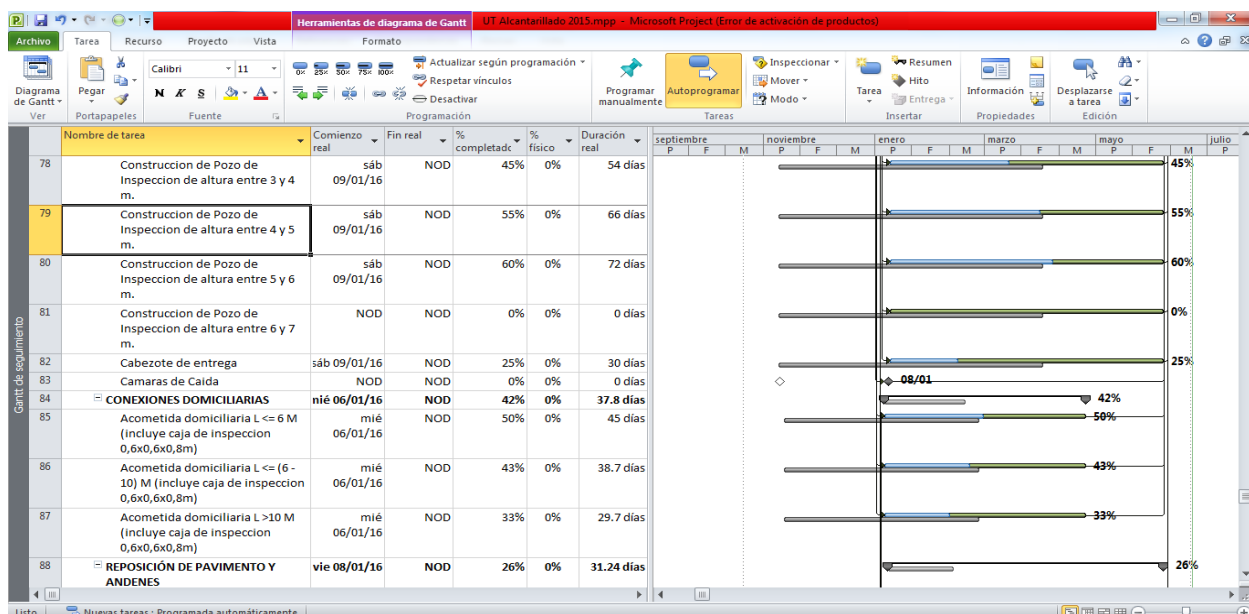 Herramientas de diagrama de Gantt
UT Alcantarillado 2015.mpp - Microsoft Project (Error de activación de productos)
Archivo Tarea Recurso Proyecto Vista Formato
Diagrama de Gantt
Ver
Pegar
Portapapeles
Calibri 11
N K S A
Fuente
0% 25% 50% 75% 100%
Actualizar según programación
Respetar vínculos
Desactivar
Programación
Programar manualmente
Autoprogramar
Inspeccionar
Mover
Modo
Tareas
Tarea
Resumen
Hito
Entrega
Insertar
Información
Propiedades
Desplazarse a tarea
Edición
Nombre de tarea Comienzo real Fin real % completado % físico Duración real
septiembre noviembre enero marzo mayo julio
P F M P F M P F M P F M P F M P
Gantt de seguimiento
78 Construccion de Pozo de sáb NOD 45% 0% 54 días 45%
Inspeccion de altura entre 3 y 4 09/01/16
m.
79 Construccion de Pozo de sáb NOD 55% 0% 66 días 55%
Inspeccion de altura entre 4 y 5 09/01/16
m.
80 Construccion de Pozo de sáb NOD 60% 0% 72 días 60%
Inspeccion de altura entre 5 y 6 09/01/16
m.
81 Construccion de Pozo de NOD NOD 0% 0% 0 días 0%
Inspeccion de altura entre 6 y 7
m.
82 Cabezote de entrega sáb 09/01/16 NOD 25% 0% 30 días 25%
83 Camaras de Caida NOD NOD 0% 0% 0 días 08/01
84 CONEXIONES DOMICILIARIAS mié 06/01/16 NOD 42% 0% 37.8 días 42%
85 Acometida domiciliaria L <= 6 M mié NOD 50% 0% 45 días 50%
(incluye caja de inspeccion 06/01/16
0,6x0,6x0,8m)
86 Acometida domiciliaria L <= (6 - mié NOD 43% 0% 38.7 días 43%
10) M (incluye caja de inspeccion 06/01/16
0,6x0,6x0,8m)
87 Acometida domiciliaria L >10 M mié NOD 33% 0% 29.7 días 33%
(incluye caja de inspeccion 06/01/16
0,6x0,6x0,8m)
88 REPOSICIÓN DE PAVIMENTO Y vie 08/01/16 NOD 26% 0% 31.24 días 26%
ANDENES
Listo Nuevas tareas : Programada automáticamente